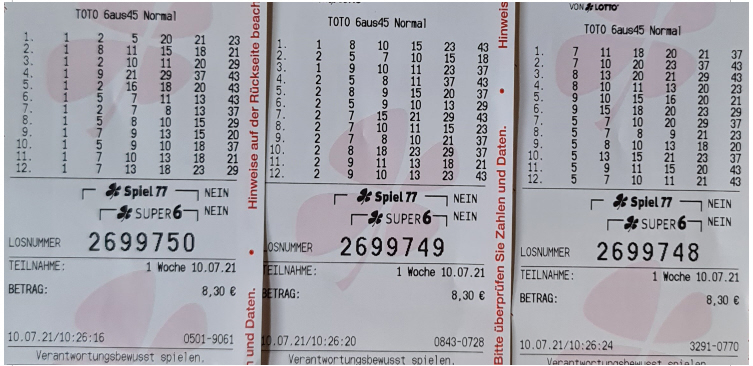 TOTO 6aus45 Normal
1. 1 2 5 20 21 23
2. 1 8 11 15 18 21
3. 1 2 10 11 20 29
4. 1 9 21 29 37 43
5. 1 2 16 18 20 43
6. 1 5 7 11 13 43
7. 1 2 7 8 13 37
8. 1 5 8 10 15 29
9. 1 7 9 13 15 20
10. 1 5 9 10 18 37
11. 1 7 10 13 18 21
12. 1 7 13 18 23 29
Spiel 77 NEIN
SUPER 6 NEIN
LOSNUMMER 2699750
TEILNAHME: 1 Woche 10.07.21
BETRAG: 8,30 €
10.07.21/10:26:16 0501-9061
Verantwortungsbewusst spielen.
Hinweise auf der Rückseite beach
n und Daten.
TOTO 6aus45 Normal
1. 1 8 10 15 23 43
2. 2 5 7 10 15 18
3. 1 9 10 11 23 37
4. 2 5 8 11 37 43
5. 2 8 9 15 20 37
6. 2 5 9 10 13 29
7. 2 7 15 21 29 43
8. 2 7 10 11 15 23
9. 2 7 8 10 21 37
10. 2 8 18 23 29 37
11. 2 9 11 13 18 21
12. 2 9 10 13 23 43
Spiel 77 NEIN
SUPER 6 NEIN
LOSNUMMER 2699749
TEILNAHME: 1 Woche 10.07.21
BETRAG: 8,30 €
10.07.21/10:26:20 0843-0728
Verantwortungsbewusst spielen.
Hinweis
Bitte überprüfen Sie Zahlen und Daten.
VON LOTTO
TOTO 6aus45 Normal
1. 7 11 18 20 21 37
2. 8 10 15 18 23 29
3. 8 13 20 21 29 43
4. 8 10 11 13 20 23
5. 9 10 15 16 20 21
6. 9 15 18 20 23 29
7. 5 7 10 20 29 37
8. 5 7 8 9 21 23
9. 5 8 10 13 18 23
10. 5 13 15 21 23 37
11. 5 9 11 15 20 43
12. 5 7 10 11 21 43
Spiel 77 NEIN
SUPER 6 NEIN
LOSNUMMER 2699748
TEILNAHME: 1 Woche 10.07.21
BETRAG: 8,30 €
10.07.21/10:26:24 3291-0770
Verantwortungsbewusst spielen.